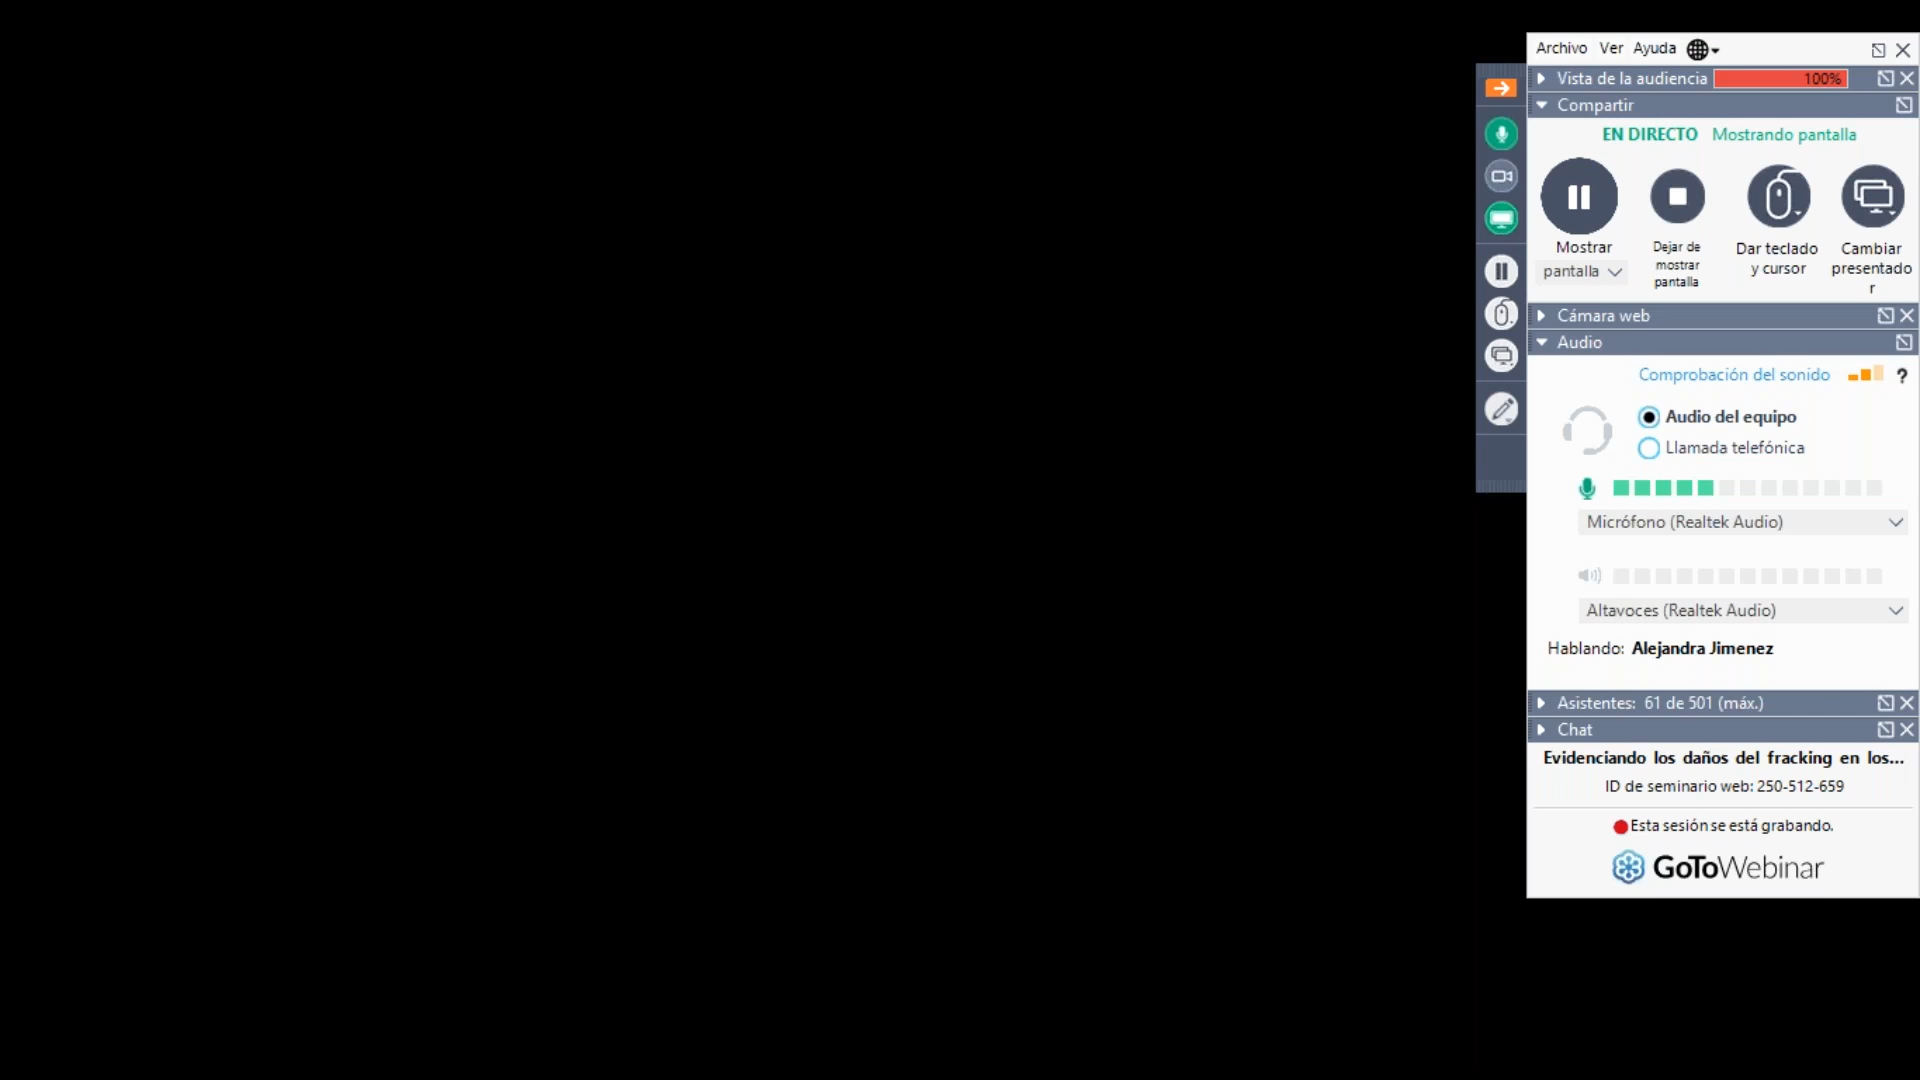 Archivo Ver Ayuda
Vista de la audiencia 100%
Compartir
EN DIRECTO Mostrando pantalla
Mostrar
pantalla
Dejar de
mostrar
pantalla
Dar teclado
y cursor
Cambiar
presentado
r
Cámara web
Audio
Comprobación del sonido ?
Audio del equipo
Llamada telefónica
Micrófono (Realtek Audio)
Altavoces (Realtek Audio)
Hablando: Alejandra Jimenez
Asistentes: 61 de 501 (máx.)
Chat
Evidenciando los daños del fracking en los...
ID de seminario web: 250-512-659
Esta sesión se está grabando.
GoToWebinar